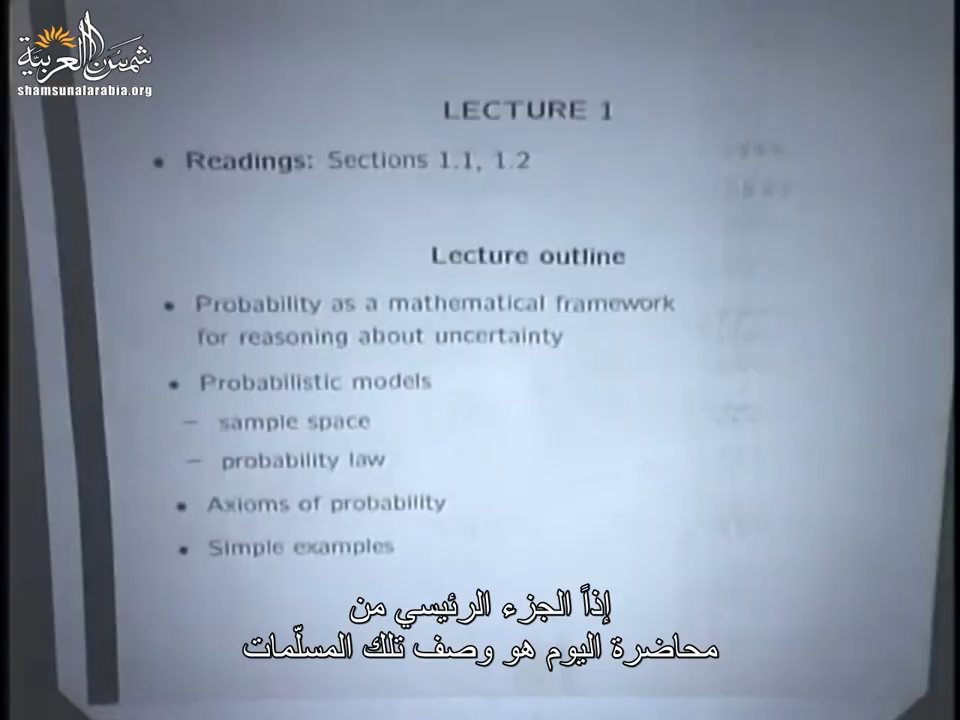 شمس العربية
shamsunalarabia.org
LECTURE 1
• Readings: Sections 1.1, 1.2
Lecture outline
• Probability as a mathematical framework
for reasoning about uncertainty
• Probabilistic models
– sample space
– probability law
• Axioms of probability
• Simple examples
إذاً الجزء الرئيسي من
محاضرة اليوم هو وصف تلك المسلّمات